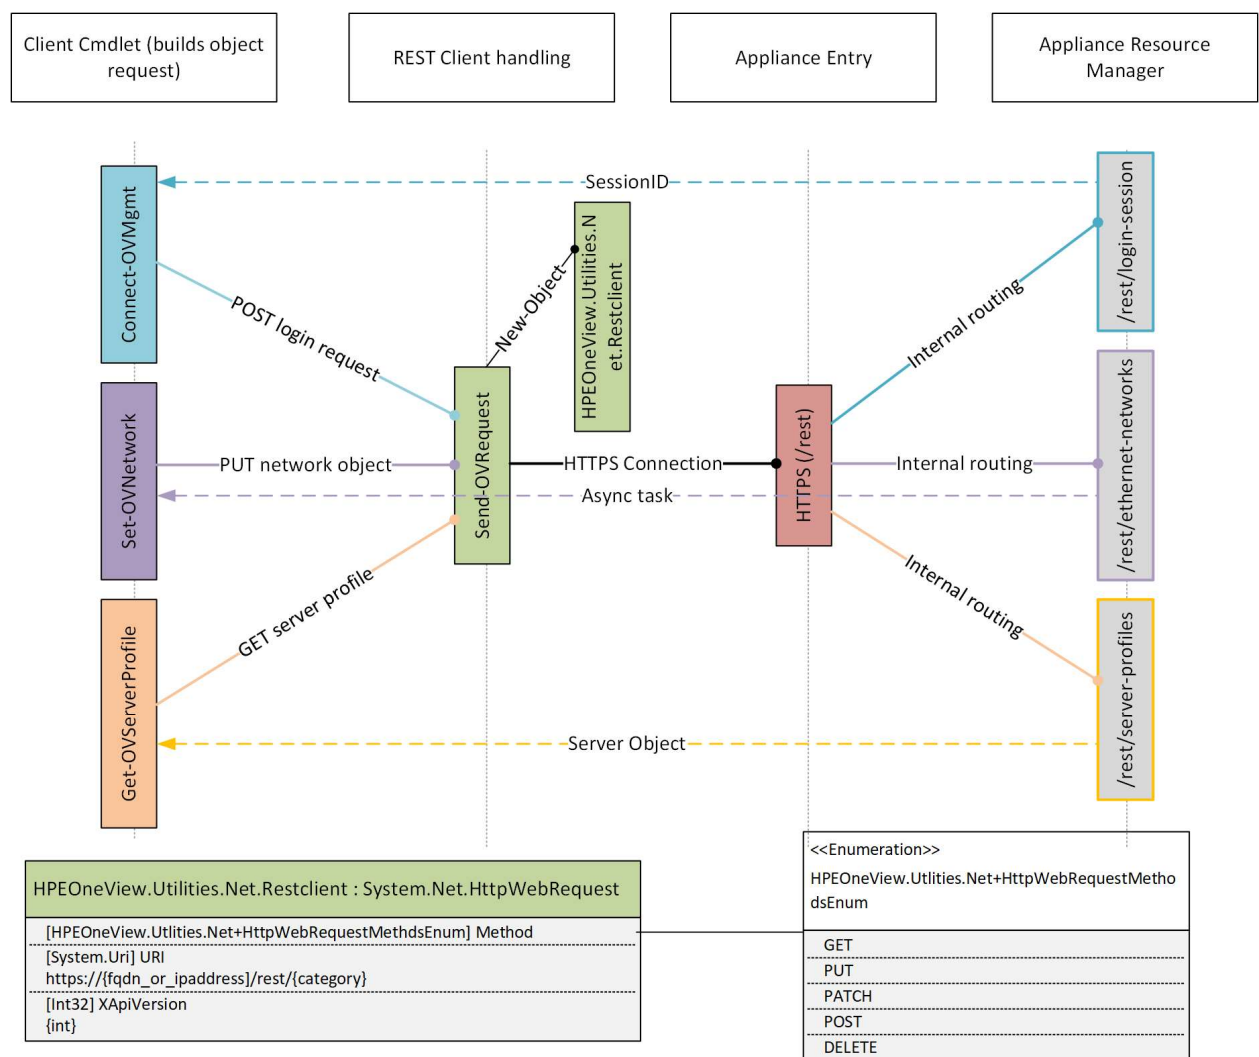 Client Cmdlet (builds object
request)
REST Client handling
Appliance Entry
Appliance Resource
Manager
SessionID
Connect-OVMgmt
POST login request
New-Object
HPEOneView.Utilities.N
et.Restclient
Internal routing
/rest/login-session
Set-OVNetwork
PUT network object
Send-OVRequest
HTTPS Connection
HTTPS (/rest)
Internal routing
/rest/ethernet-networks
Async task
Get-OVServerProfile
GET server profile
Internal routing
/rest/server-profiles
Server Object
HPEOneView.Utilities.Net.Restclient : System.Net.HttpWebRequest
[HPEOneView.Utlities.Net+HttpWebRequestMethdsEnum] Method
[System.Uri] URI
https://{fqdn_or_ipaddress]/rest/{category}
[Int32] XApiVersion
{int}
<<Enumeration>>
HPEOneView.Utlities.Net+HttpWebRequestMetho
dsEnum
GET
PUT
PATCH
POST
DELETE